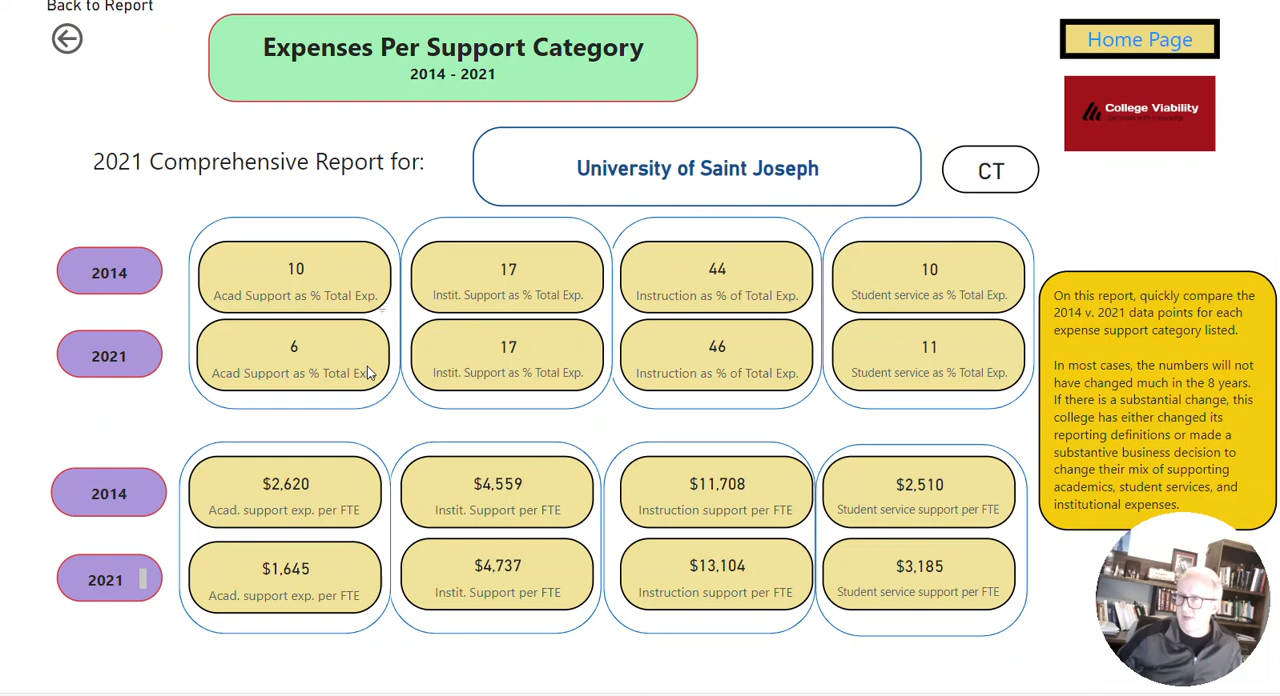 Back to Report
Expenses Per Support Category
2014 - 2021
Home Page
College Viability
2021 Comprehensive Report for:
University of Saint Joseph
CT
2014
10
Acad Support as % Total Exp.
17
Instit. Support as % Total Exp.
44
Instruction as % of Total Exp.
10
Student service as % Total Exp.
2021
6
Acad Support as % Total Exp.
17
Instit. Support as % Total Exp.
46
Instruction as % of Total Exp.
11
Student service as % Total Exp.
On this report, quickly compare the
2014 v. 2021 data points for each
expense support category listed.
In most cases, the numbers will not
have changed much in the 8 years.
If there is a substantial change, this
college has either changed its
reporting definitions or made a
substantive business decision to
change their mix of supporting
academics, student services, and
institutional expenses.
2014
$2,620
Acad. support exp. per FTE
$4,559
Instit. Support per FTE
$11,708
Instruction support per FTE
$2,510
Student service support per FTE
2021
$1,645
Acad. support exp. per FTE
$4,737
Instit. Support per FTE
$13,104
Instruction support per FTE
$3,185
Student service support per FTE